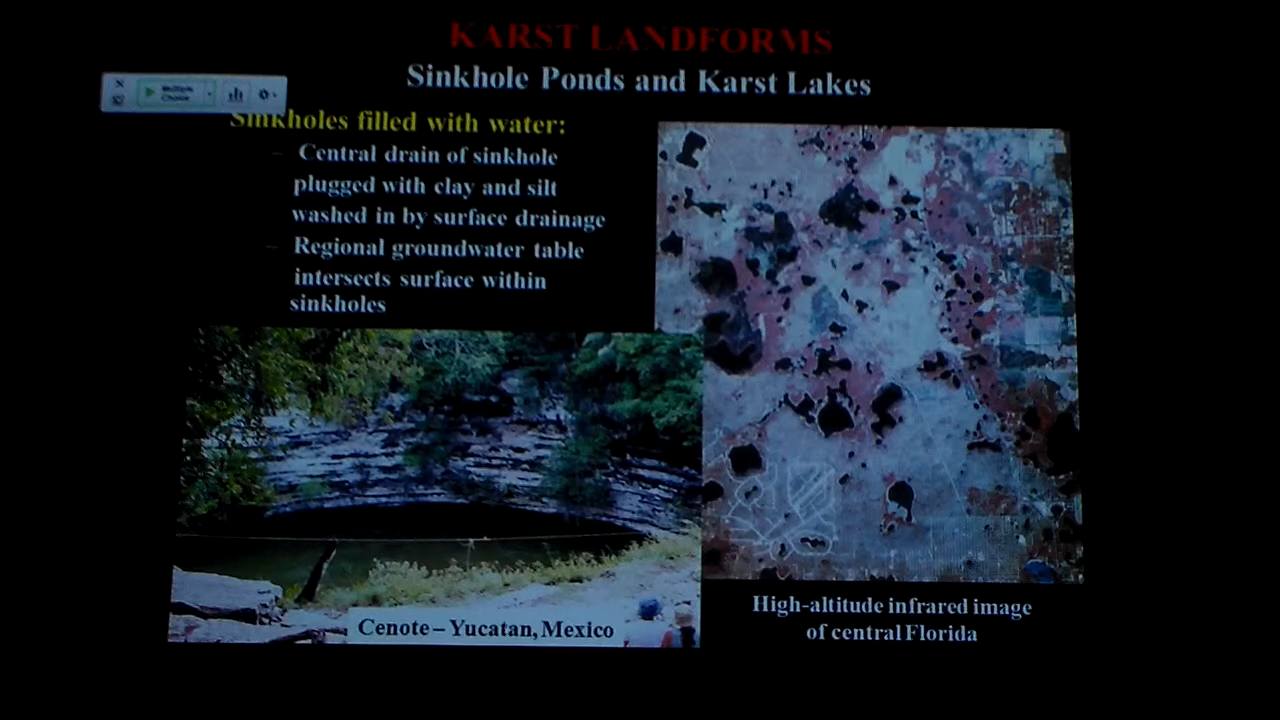 KARST LANDFORMS
Sinkhole Ponds and Karst Lakes
Multiple
Choice
Sinkholes filled with water:
– Central drain of sinkhole
plugged with clay and silt
washed in by surface drainage
– Regional groundwater table
intersects surface within
sinkholes
Cenote – Yucatan, Mexico
High-altitude infrared image
of central Florida